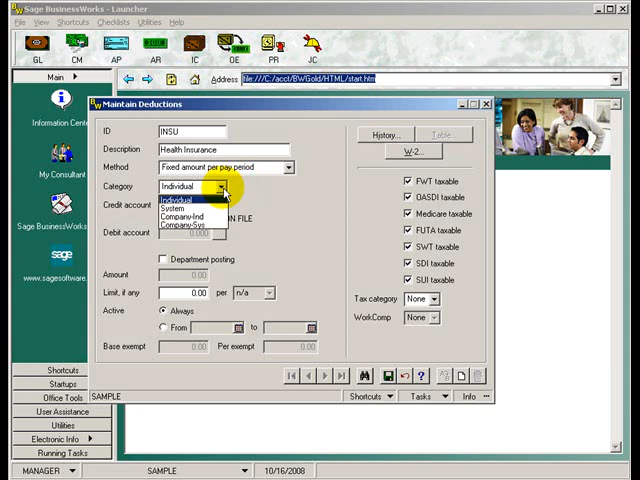 Sage BusinessWorks - Launcher
File View Shortcuts Checklists Utilities Help
GL CM AP AR IC OE PR JC
Main
Address file:///C:/acct/BWGold/HTML/start.htm
Information Center
My Consultant
Sage BusinessWorks
sage
www.sagesoftware.
Shortcuts
Startups
Office Tools
User Assistance
Utilities
Electronic Info
Running Tasks
Maintain Deductions
ID INSU
Description Health Insurance
Method Fixed amount per pay period
Category Individual
Individual
System
Company-Ind
Company-Sys
Credit account
ON FILE
Debit account 0.000
Department posting
Amount 0.00
Limit, if any 0.00 per n/a
Active Always
From to
Base exempt 0.00 Per exempt 0.00
History... Table...
W-2...
FWT taxable
OASDI taxable
Medicare taxable
FUTA taxable
SWT taxable
SDI taxable
SUI taxable
Tax category None
WorkComp None
SAMPLE Shortcuts Tasks Info
MANAGER SAMPLE 10/16/2008